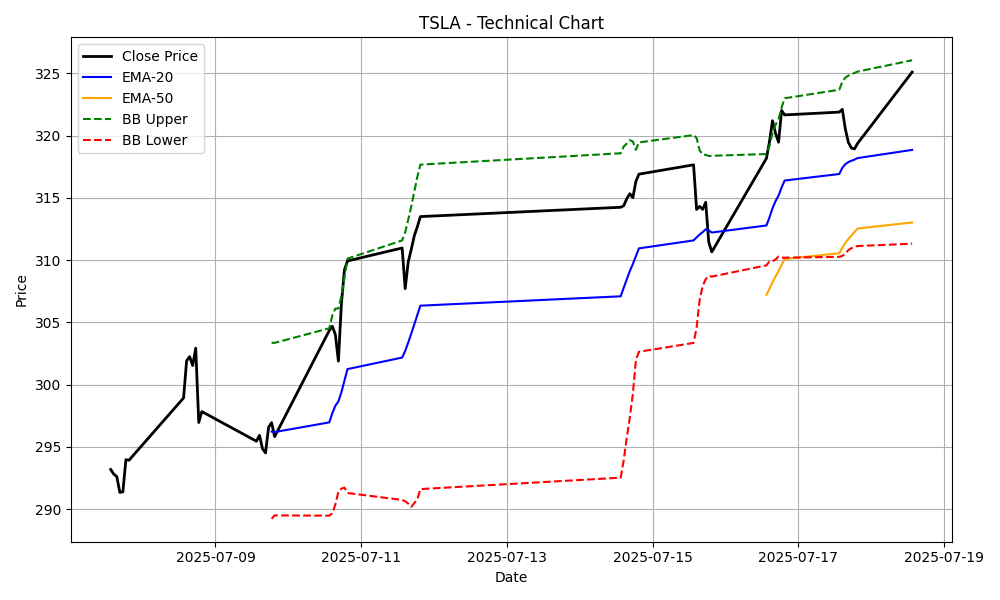 TSLA - Technical Chart
Close Price
EMA-20
EMA-50
BB Upper
BB Lower
325
320
315
310
305
300
295
290
Price
2025-07-09
2025-07-11
2025-07-13
2025-07-15
2025-07-17
2025-07-19
Date